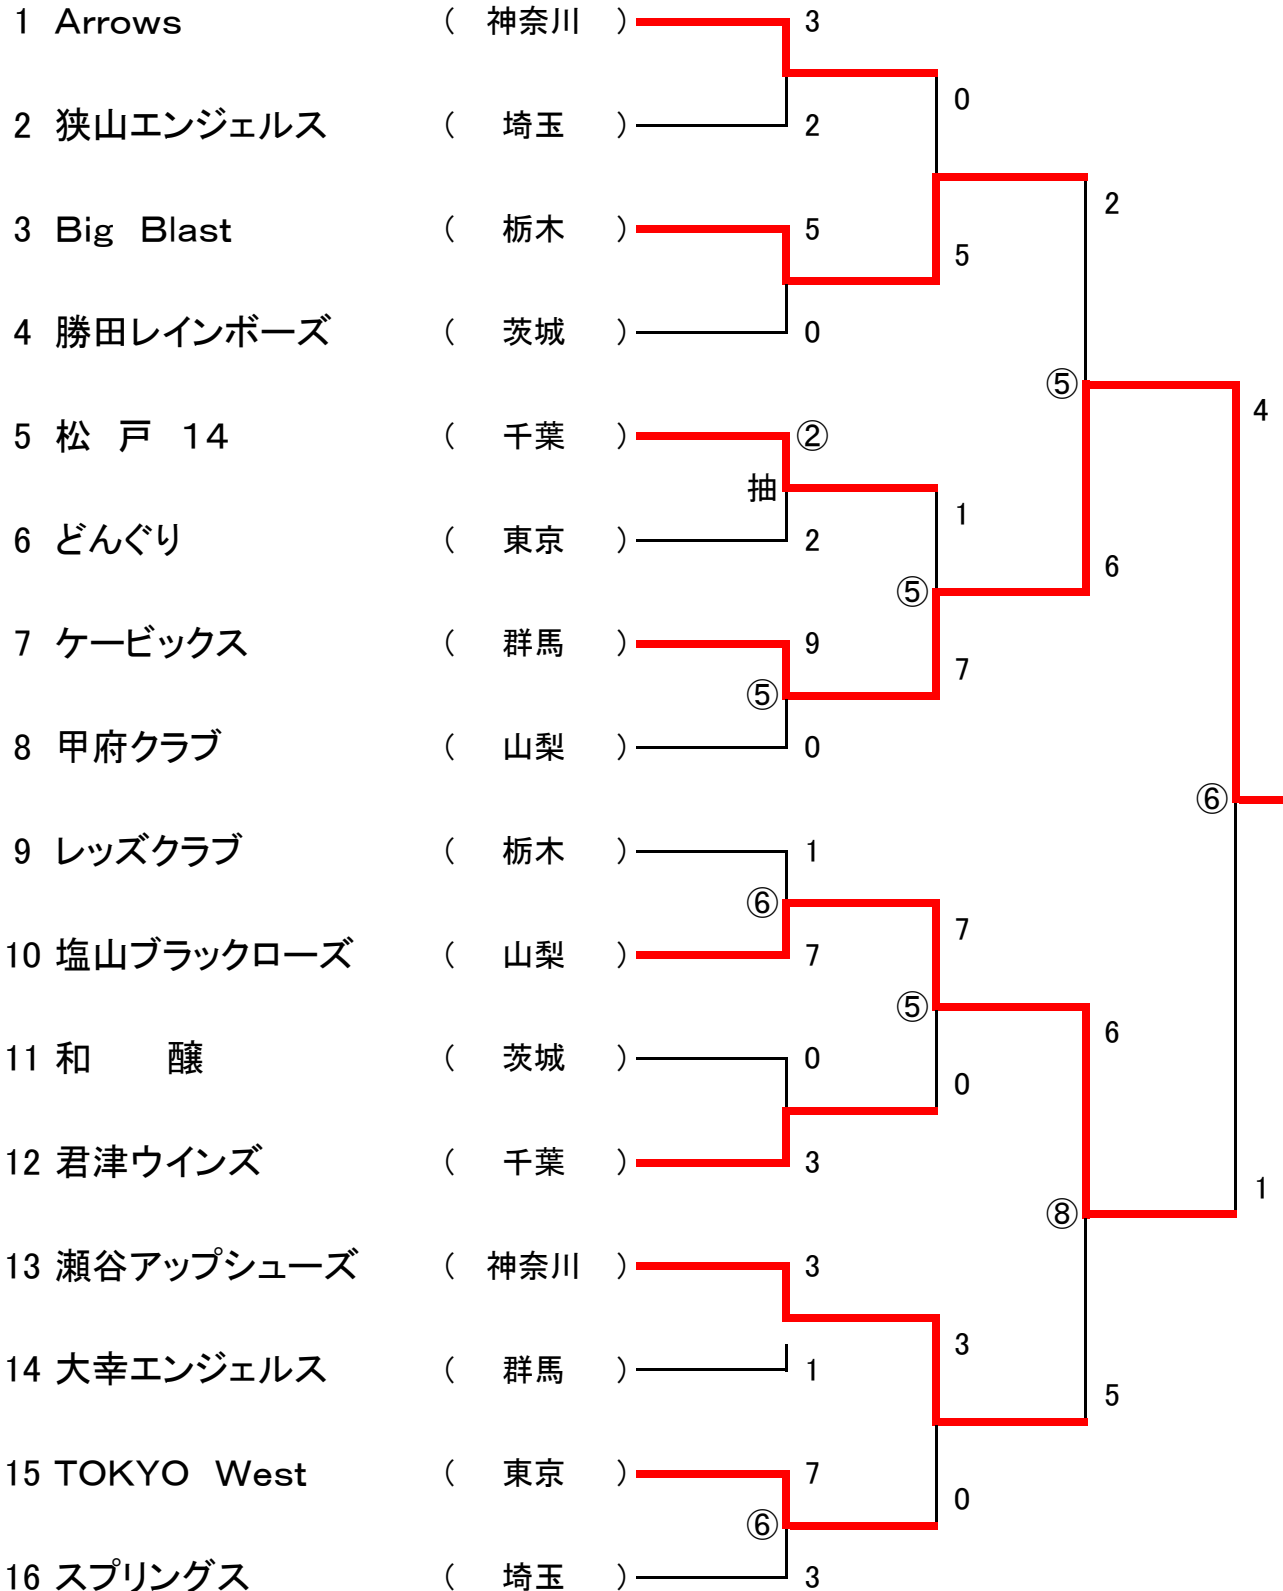 1 Arrows ( 神奈川 ) 3
0
2 狭山エンジェルス ( 埼玉 ) 2
2
3 Big Blast ( 栃木 ) 5
5
4 勝田レインボーズ ( 茨城 ) 0
⑤
4
5 松 戸 14 ( 千葉 ) ②
抽
1
6 どんぐり ( 東京 ) 2
6
⑤
7 ケービックス ( 群馬 ) 9
7
⑤
8 甲府クラブ ( 山梨 ) 0
⑥
9 レッズクラブ ( 栃木 ) 1
⑥
7
10 塩山ブラックローズ ( 山梨 ) 7
⑤
6
11 和 醸 ( 茨城 ) 0
0
12 君津ウインズ ( 千葉 ) 3
1
⑧
13 瀬谷アップシューズ ( 神奈川 ) 3
3
14 大幸エンジェルス ( 群馬 ) 1
5
15 TOKYO West ( 東京 ) 7
0
⑥
16 スプリングス ( 埼玉 ) 3